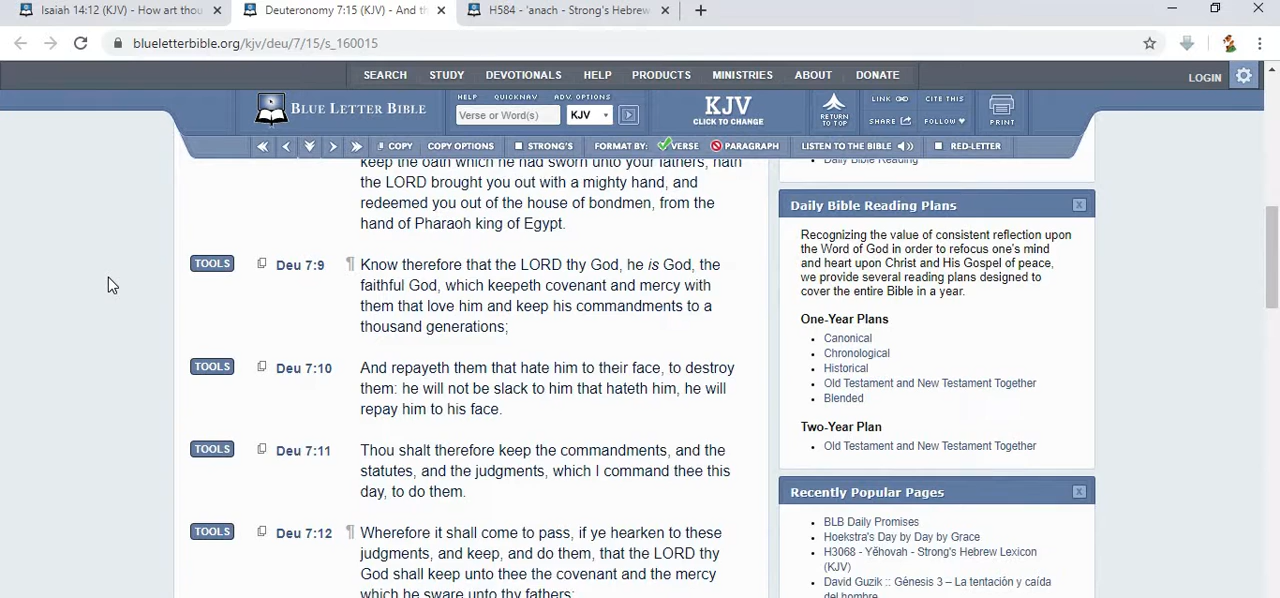 Isaiah 14:12 (KJV) - How art thou
Deuteronomy 7:15 (KJV) - And th
H584 - 'anach - Strong's Hebrew
blueletterbible.org/kjv/deu/7/15/s_160015
SEARCH STUDY DEVOTIONALS HELP PRODUCTS MINISTRIES ABOUT DONATE
LOGIN
HELP QUICKNAV ADV. OPTIONS
BLUE LETTER BIBLE
Verse or Word(s) KJV
KJV
CLICK TO CHANGE
RETURN
TO TOP
LINK CITE THIS
SHARE FOLLOW
PRINT
COPY COPY OPTIONS STRONG'S FORMAT BY: VERSE PARAGRAPH LISTEN TO THE BIBLE RED-LETTER
keep the oath which he had sworn unto your fathers, hath
the LORD brought you out with a mighty hand, and
redeemed you out of the house of bondmen, from the
hand of Pharaoh king of Egypt.
TOOLS Deu 7:9 ¶ Know therefore that the LORD thy God, he is God, the
faithful God, which keepeth covenant and mercy with
them that love him and keep his commandments to a
thousand generations;
TOOLS Deu 7:10 And repayeth them that hate him to their face, to destroy
them: he will not be slack to him that hateth him, he will
repay him to his face.
TOOLS Deu 7:11 Thou shalt therefore keep the commandments, and the
statutes, and the judgments, which I command thee this
day, to do them.
TOOLS Deu 7:12 ¶ Wherefore it shall come to pass, if ye hearken to these
judgments, and keep, and do them, that the LORD thy
God shall keep unto thee the covenant and the mercy
which he sware unto thy fathers:
Daily Bible Reading
Daily Bible Reading Plans
Recognizing the value of consistent reflection upon
the Word of God in order to refocus one's mind
and heart upon Christ and His Gospel of peace,
we provide several reading plans designed to
cover the entire Bible in a year.
One-Year Plans
Canonical
Chronological
Historical
Old Testament and New Testament Together
Blended
Two-Year Plan
Old Testament and New Testament Together
Recently Popular Pages
BLB Daily Promises
Hoekstra's Day by Day by Grace
H3068 - Yĕhovah - Strong's Hebrew Lexicon
(KJV)
David Guzik :: Génesis 3 – La tentación y caída
del hombre